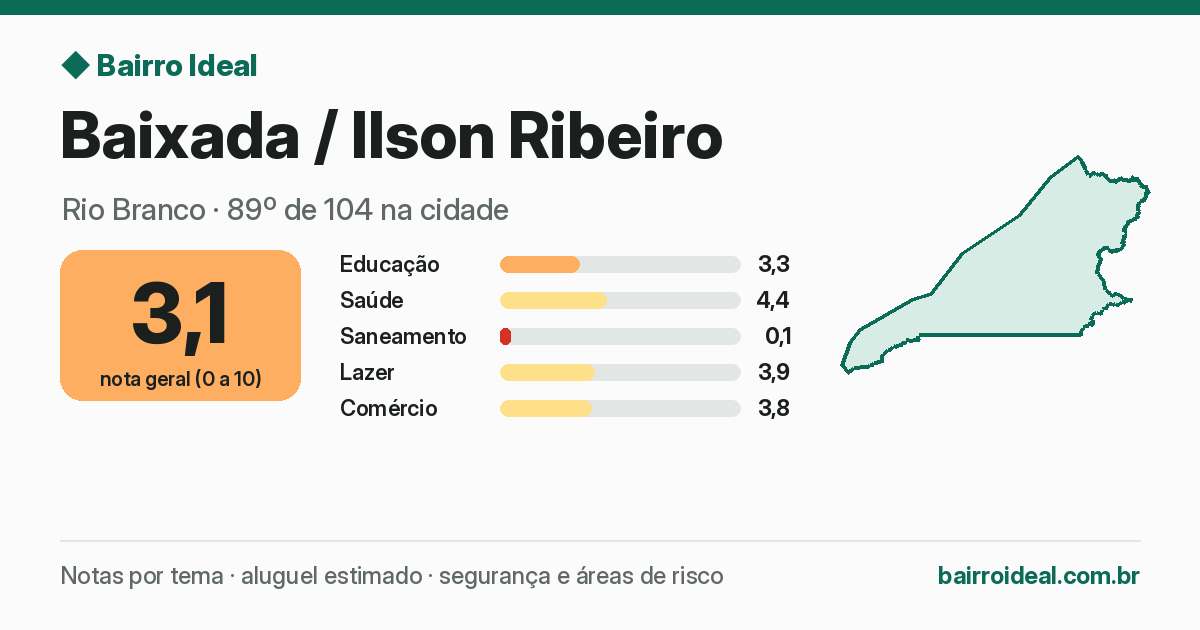 Bairro Ideal
Baixada / Ilson Ribeiro
Rio Branco · 89º de 104 na cidade
3,1
nota geral (0 a 10)
Educação 3,3
Saúde 4,4
Saneamento 0,1
Lazer 3,9
Comércio 3,8
Notas por tema · aluguel estimado · segurança e áreas de risco
bairroideal.com.br